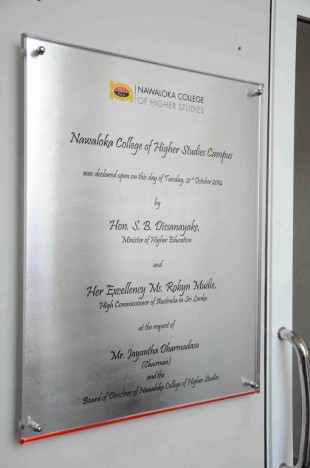 NAWALOKA COLLEGE
OF HIGHER STUDIES
Nawaloka College of Higher Studies Campus
was declared open on this day of Tuesday, 21st October 2014
by
Hon. S. B. Dissanayake,
Minister of Higher Education
and
Her Excellency Ms. Robyn Mudie,
High Commissioner of Australia in Sri Lanka
at the request of
Mr. Jayantha Dharmadasa
(Chairman)
and the
Board of Directors of Nawaloka College of Higher Studies